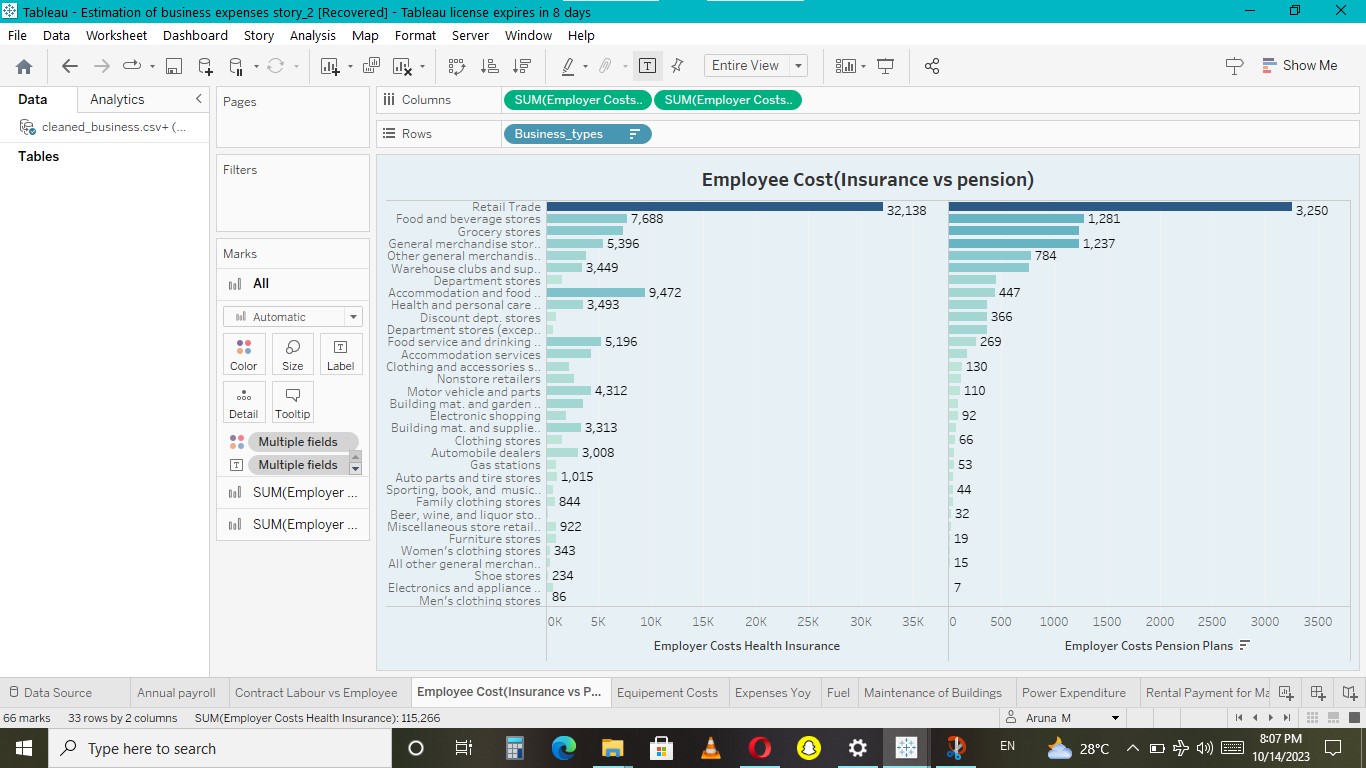 Tableau - Estimation of business expenses story_2 [Recovered] - Tableau license expires in 8 days
File Data Worksheet Dashboard Story Analysis Map Format Server Window Help
Entire View
Show Me
Data Analytics
cleaned_business.csv+ (...
Tables
Pages
Filters
Marks
All
Automatic
Color Size Label
Detail Tooltip
Multiple fields
Multiple fields
SUM(Employer ...
SUM(Employer ...
Columns SUM(Employer Costs.. SUM(Employer Costs..
Rows Business_types
Employee Cost(Insurance vs pension)
Retail Trade 32,138 3,250
Food and beverage stores 7,688 1,281
Grocery stores
General merchandise stor.. 5,396 1,237
Other general merchandis.. 784
Warehouse clubs and sup.. 3,449
Department stores
Accommodation and food .. 9,472 447
Health and personal care .. 3,493
Discount dept. stores 366
Department stores (excep..
Food service and drinking .. 5,196 269
Accommodation services
Clothing and accessories s.. 130
Nonstore retailers
Motor vehicle and parts 4,312 110
Building mat. and garden ..
Electronic shopping 92
Building mat. and supplie.. 3,313
Clothing stores 66
Automobile dealers 3,008
Gas stations 53
Auto parts and tire stores 1,015
Sporting, book, and music.. 44
Family clothing stores 844
Beer, wine, and liquor sto.. 32
Miscellaneous store retail.. 922
Furniture stores 19
Women's clothing stores 343
All other general merchan.. 15
Shoe stores 234
Electronics and appliance .. 7
Men's clothing stores 86
0K 5K 10K 15K 20K 25K 30K 35K 0 500 1000 1500 2000 2500 3000 3500
Employer Costs Health Insurance Employer Costs Pension Plans
Data Source Annual payroll Contract Labour vs Employee Employee Cost(Insurance vs P... Equipement Costs Expenses Yoy Fuel Maintenance of Buildings Power Expenditure Rental Payment for Ma
66 marks 33 rows by 2 columns SUM(Employer Costs Health Insurance): 115,266 Aruna M
Type here to search
EN 28°C 8:07 PM
10/14/2023